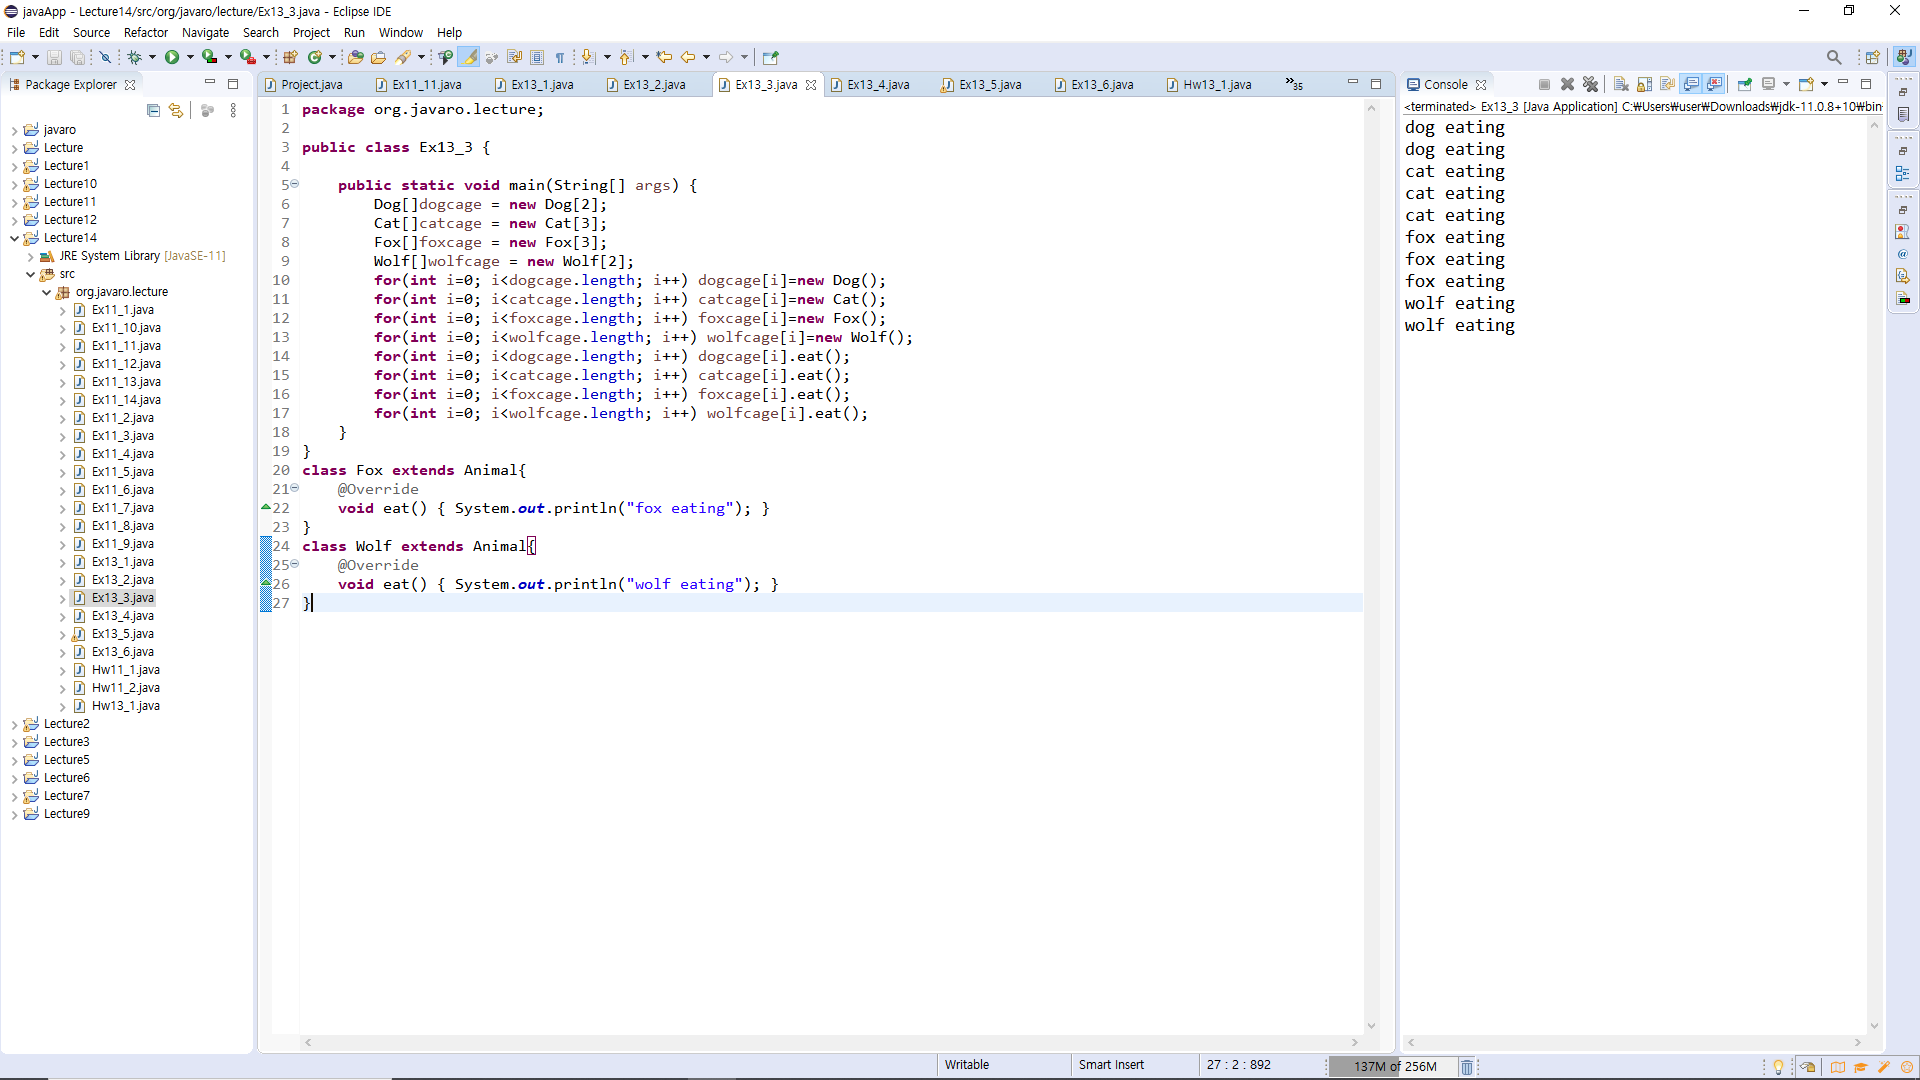 javaApp - Lecture14/src/org/javaro/lecture/Ex13_3.java - Eclipse IDE
File Edit Source Refactor Navigate Search Project Run Window Help
Package Explorer
javaro
Lecture
Lecture1
Lecture10
Lecture11
Lecture12
Lecture14
JRE System Library [JavaSE-11]
src
org.javaro.lecture
Ex11_1.java
Ex11_10.java
Ex11_11.java
Ex11_12.java
Ex11_13.java
Ex11_14.java
Ex11_2.java
Ex11_3.java
Ex11_4.java
Ex11_5.java
Ex11_6.java
Ex11_7.java
Ex11_8.java
Ex11_9.java
Ex13_1.java
Ex13_2.java
Ex13_3.java
Ex13_4.java
Ex13_5.java
Ex13_6.java
Hw11_1.java
Hw11_2.java
Hw13_1.java
Lecture2
Lecture3
Lecture5
Lecture6
Lecture7
Lecture9
Project.java Ex11_11.java Ex13_1.java Ex13_2.java Ex13_3.java Ex13_4.java Ex13_5.java Ex13_6.java Hw13_1.java »35
1 package org.javaro.lecture;
2
3 public class Ex13_3 {
4
5     public static void main(String[] args) {
6         Dog[]dogcage = new Dog[2];
7         Cat[]catcage = new Cat[3];
8         Fox[]foxcage = new Fox[3];
9         Wolf[]wolfcage = new Wolf[2];
10         for(int i=0; i<dogcage.length; i++) dogcage[i]=new Dog();
11         for(int i=0; i<catcage.length; i++) catcage[i]=new Cat();
12         for(int i=0; i<foxcage.length; i++) foxcage[i]=new Fox();
13         for(int i=0; i<wolfcage.length; i++) wolfcage[i]=new Wolf();
14         for(int i=0; i<dogcage.length; i++) dogcage[i].eat();
15         for(int i=0; i<catcage.length; i++) catcage[i].eat();
16         for(int i=0; i<foxcage.length; i++) foxcage[i].eat();
17         for(int i=0; i<wolfcage.length; i++) wolfcage[i].eat();
18     }
19 }
20 class Fox extends Animal{
21     @Override
22     void eat() { System.out.println("fox eating"); }
23 }
24 class Wolf extends Animal{
25     @Override
26     void eat() { System.out.println("wolf eating"); }
27 }
Console
<terminated> Ex13_3 [Java Application] C:₩Users₩user₩Downloads₩jdk-11.0.8+10₩bin
dog eating
dog eating
cat eating
cat eating
cat eating
fox eating
fox eating
fox eating
wolf eating
wolf eating
Writable Smart Insert 27 : 2 : 892 137M of 256M